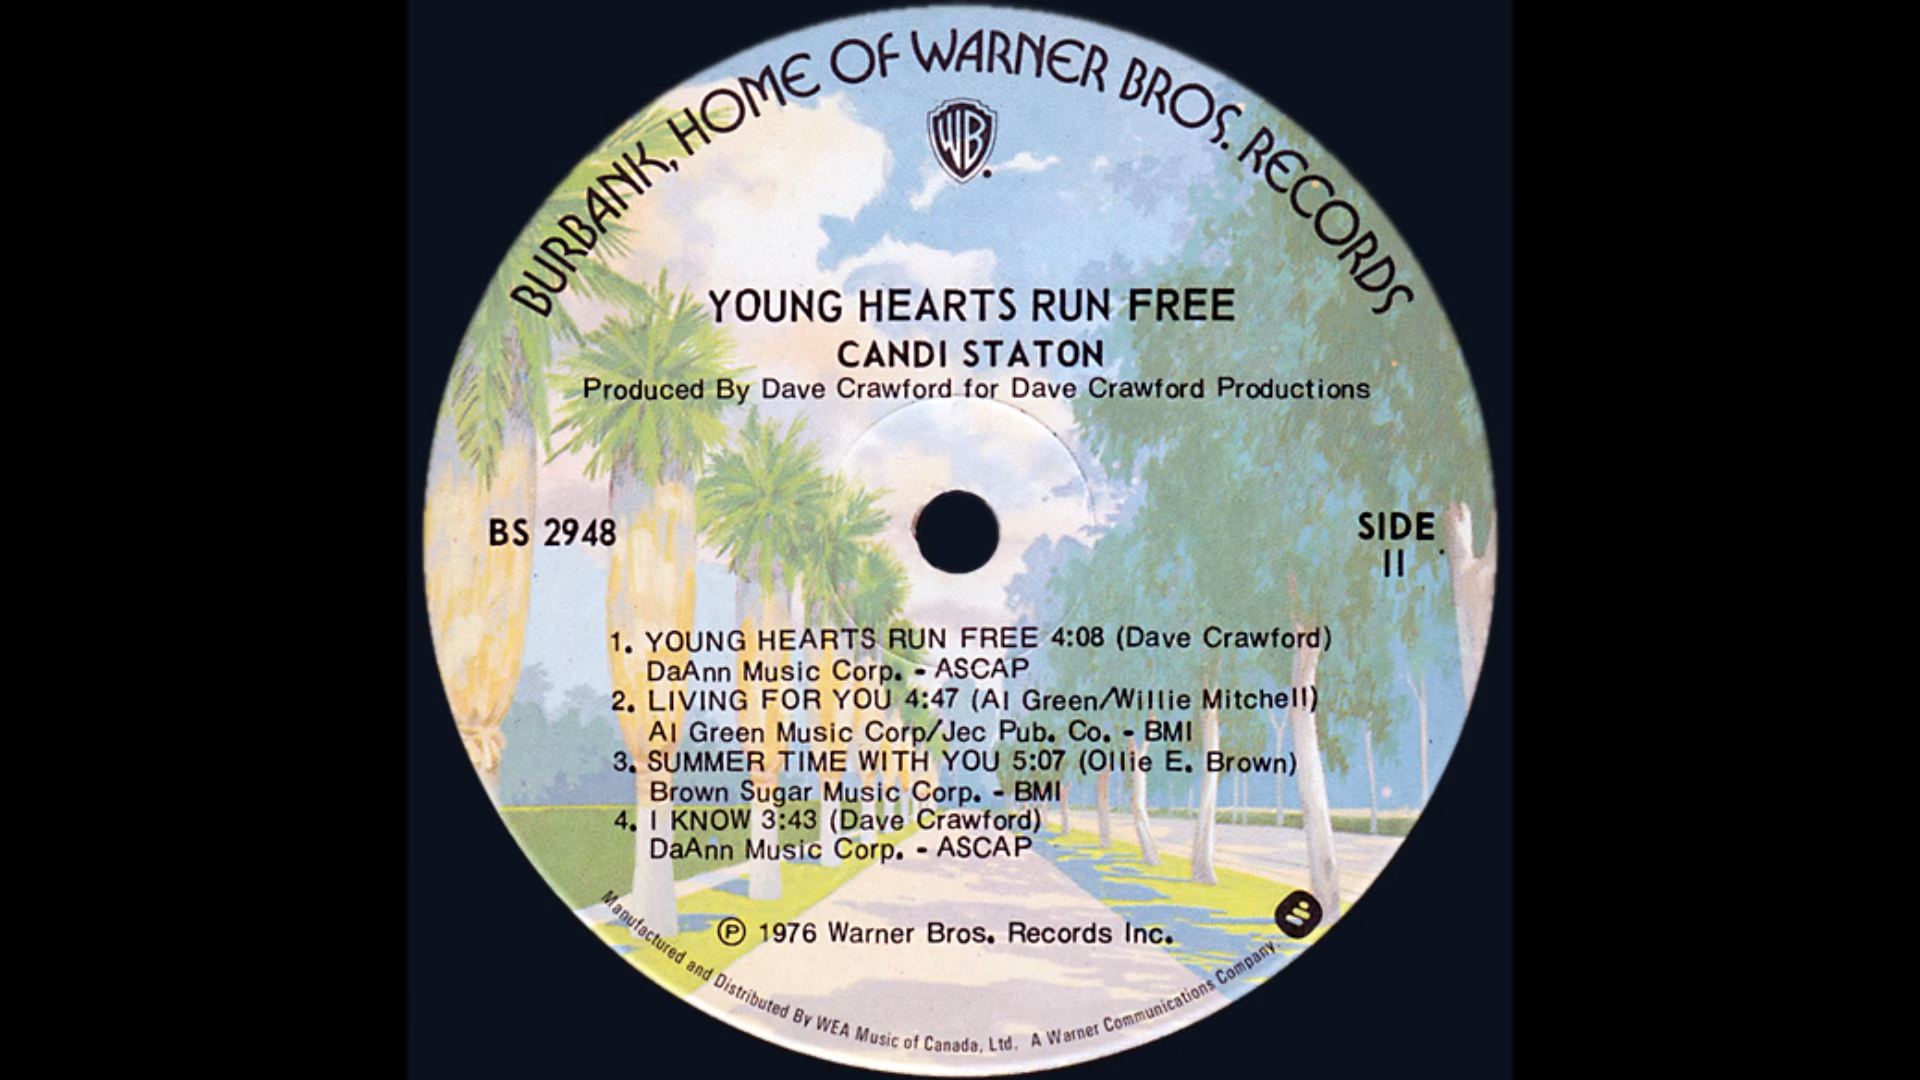 BURBANK, HOME OF WARNER BROS. RECORDS
WB
YOUNG HEARTS RUN FREE
CANDI STATON
Produced By Dave Crawford for Dave Crawford Productions
BS 2948
SIDE
II
1. YOUNG HEARTS RUN FREE 4:08 (Dave Crawford)
DaAnn Music Corp. - ASCAP
2. LIVING FOR YOU 4:47 (Al Green/Willie Mitchell)
Al Green Music Corp/Jec Pub. Co. - BMI
3. SUMMER TIME WITH YOU 5:07 (Ollie E. Brown)
Brown Sugar Music Corp. - BMI
4. I KNOW 3:43 (Dave Crawford)
DaAnn Music Corp. - ASCAP
℗ 1976 Warner Bros. Records Inc.
Manufactured and Distributed By WEA Music of Canada, Ltd. A Warner Communications Company.